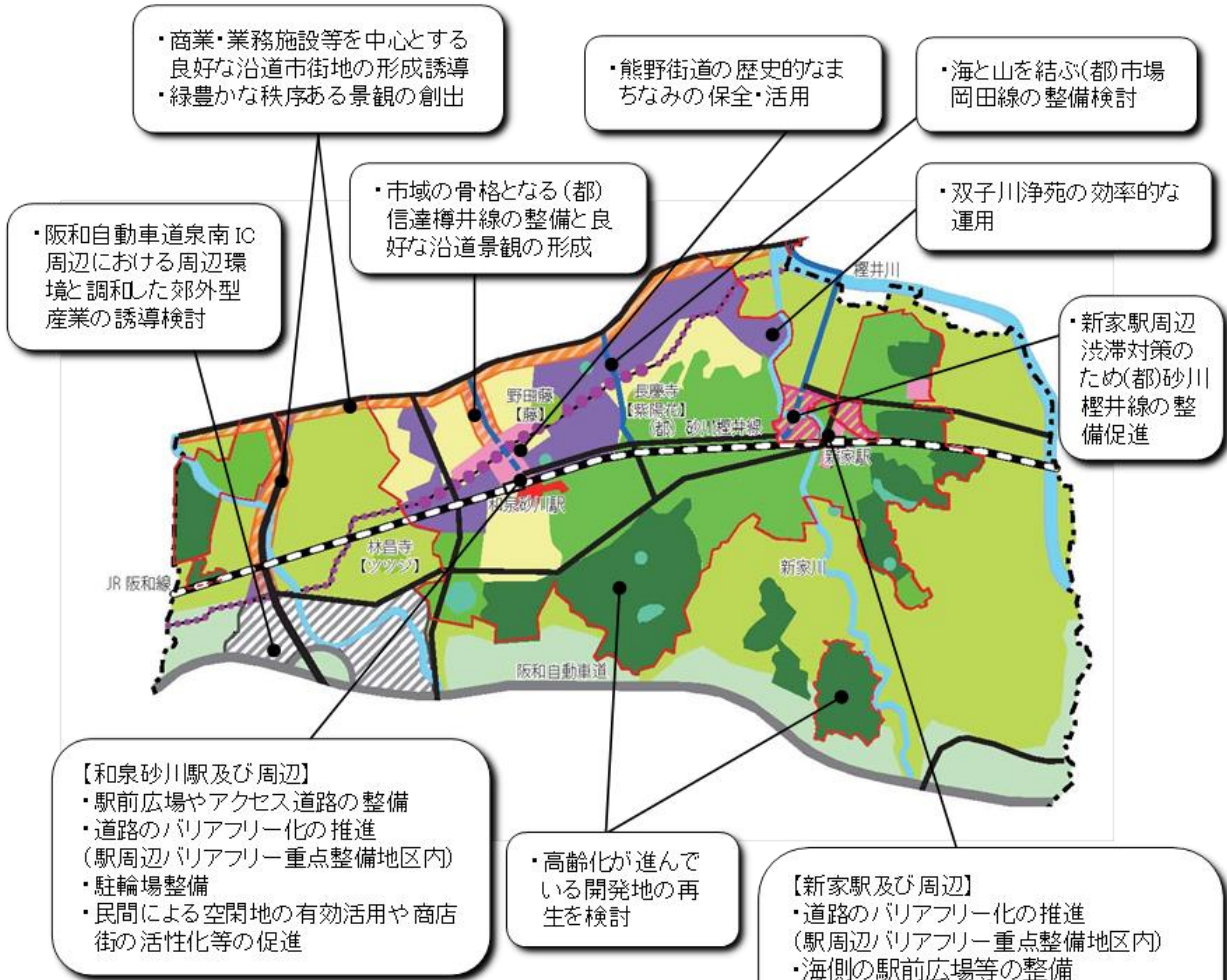 ・商業・業務施設等を中心とする
良好な沿道市街地の形成誘導
・緑豊かな秩序ある景観の創出
・熊野街道の歴史的なま
ちなみの保全・活用
・海と山を結ぶ(都)市場
岡田線の整備検討
・市域の骨格となる(都)
信達樽井線の整備と良
好な沿道景観の形成
・双子川浄苑の効率的な
運用
・阪和自動車道泉南IC
周辺における周辺環
境と調和した郊外型
産業の誘導検討
樫井川
・新家駅周辺
渋滞対策の
ため(都)砂川
樫井線の整
備促進
野田藤
【藤】
長慶寺
【紫陽花】
(都)砂川樫井線
新家駅
和泉砂川駅
林昌寺
【ツツジ】
新家川
JR阪和線
阪和自動車道
【和泉砂川駅及び周辺】
・駅前広場やアクセス道路の整備
・道路のバリアフリー化の推進
(駅周辺バリアフリー重点整備地区内)
・駐輪場整備
・民間による空閑地の有効活用や商店
街の活性化等の促進
・高齢化が進んで
いる開発地の再
生を検討
【新家駅及び周辺】
・道路のバリアフリー化の推進
(駅周辺バリアフリー重点整備地区内)
・海側の駅前広場等の整備